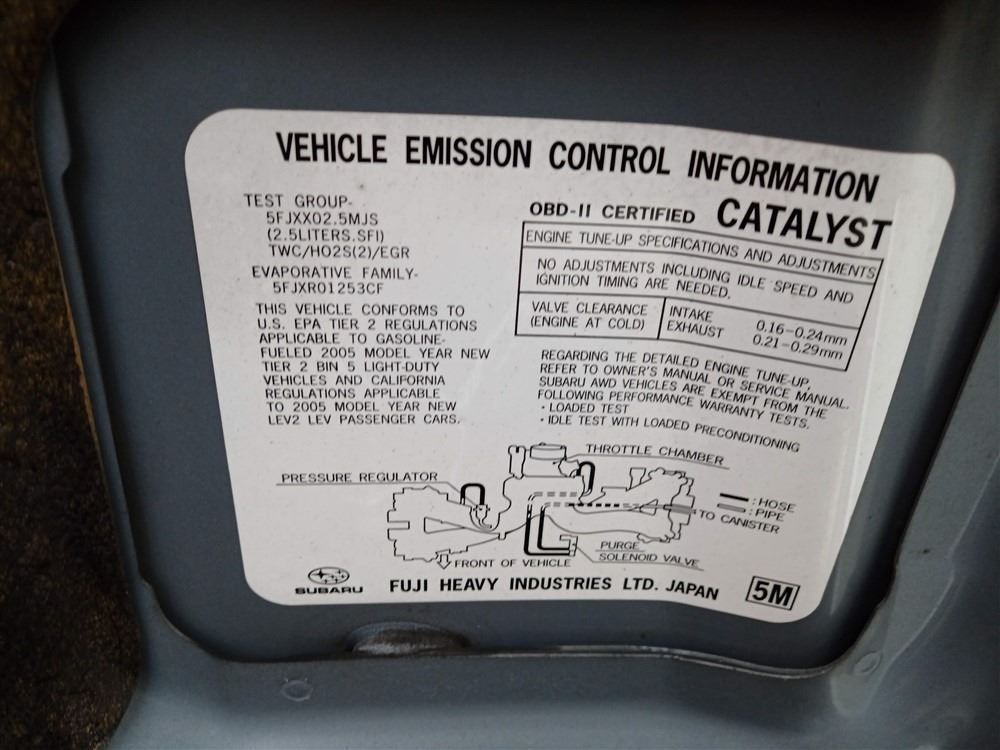 VEHICLE EMISSION CONTROL INFORMATION
TEST GROUP-
5FJXX02.5MJS
(2.5LITERS.SFI)
TWC/HO2S(2)/EGR
EVAPORATIVE FAMILY-
5FJXR01253CF
THIS VEHICLE CONFORMS TO
U.S. EPA TIER 2 REGULATIONS
APPLICABLE TO GASOLINE-
FUELED 2005 MODEL YEAR NEW
TIER 2 BIN 5 LIGHT-DUTY
VEHICLES AND CALIFORNIA
REGULATIONS APPLICABLE
TO 2005 MODEL YEAR NEW
LEV2 LEV PASSENGER CARS.
OBD-II CERTIFIED CATALYST
ENGINE TUNE-UP SPECIFICATIONS AND ADJUSTMENTS
NO ADJUSTMENTS INCLUDING IDLE SPEED AND
IGNITION TIMING ARE NEEDED.
VALVE CLEARANCE INTAKE 0.16-0.24mm
(ENGINE AT COLD) EXHAUST 0.21-0.29mm
REGARDING THE DETAILED ENGINE TUNE-UP,
REFER TO OWNER'S MANUAL OR SERVICE MANUAL.
SUBARU AWD VEHICLES ARE EXEMPT FROM THE
FOLLOWING PERFORMANCE WARRANTY TESTS.
· LOADED TEST
· IDLE TEST WITH LOADED PRECONDITIONING
THROTTLE CHAMBER
PRESSURE REGULATOR
:HOSE
:PIPE
TO CANISTER
PURGE
SOLENOID VALVE
FRONT OF VEHICLE
SUBARU FUJI HEAVY INDUSTRIES LTD. JAPAN 5M